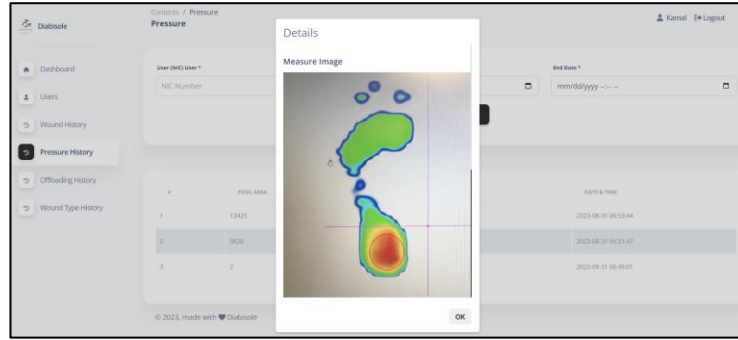 Diabisole
Contents / Pressure
Pressure
Kamal Logout
Dashboard
Users
Wound History
Pressure History
Offloading History
Wound Type History
User (NIC) User *
NIC Number
End Date *
mm/dd/yyyy --:-- --
Details
Measure Image
OK
# PIXEL AREA DATE & TIME
1 13425 2023-08-31 06:53:44
2 9820 2023-08-31 06:51:47
3 2 2023-08-31 06:49:01
© 2023, made with Diabisole